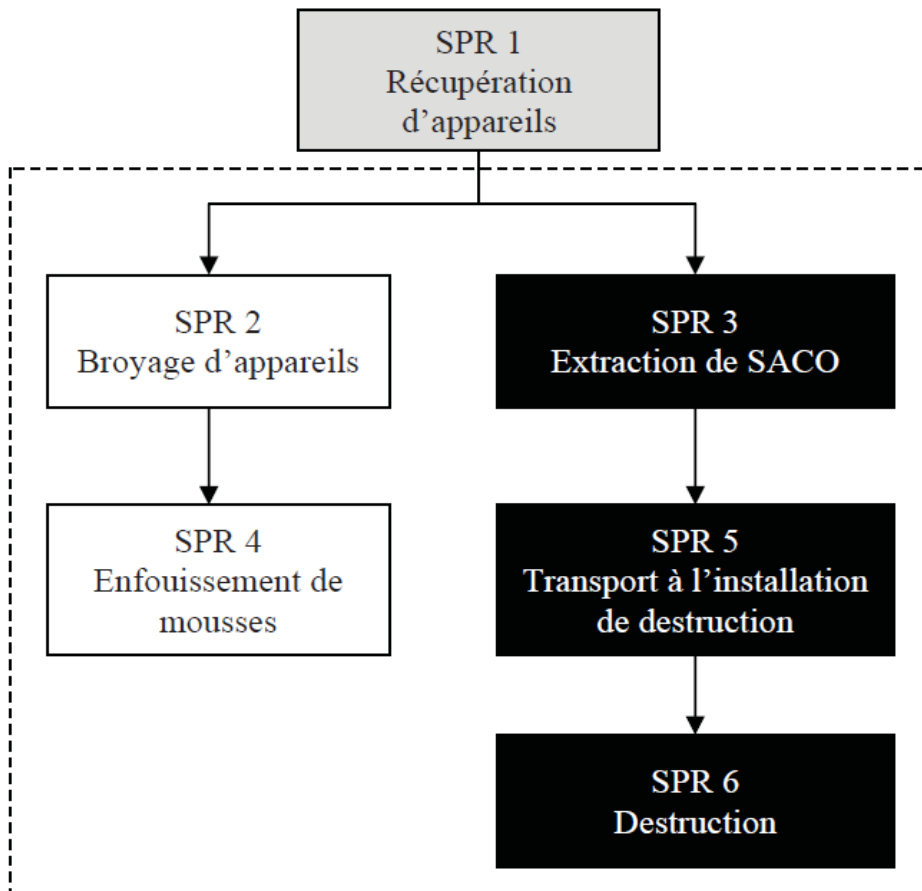 SPR 1
Récupération
d’appareils
SPR 2
Broyage d’appareils
SPR 3
Extraction de SACO
SPR 4
Enfouissement de
mousses
SPR 5
Transport à l’installation
de destruction
SPR 6
Destruction